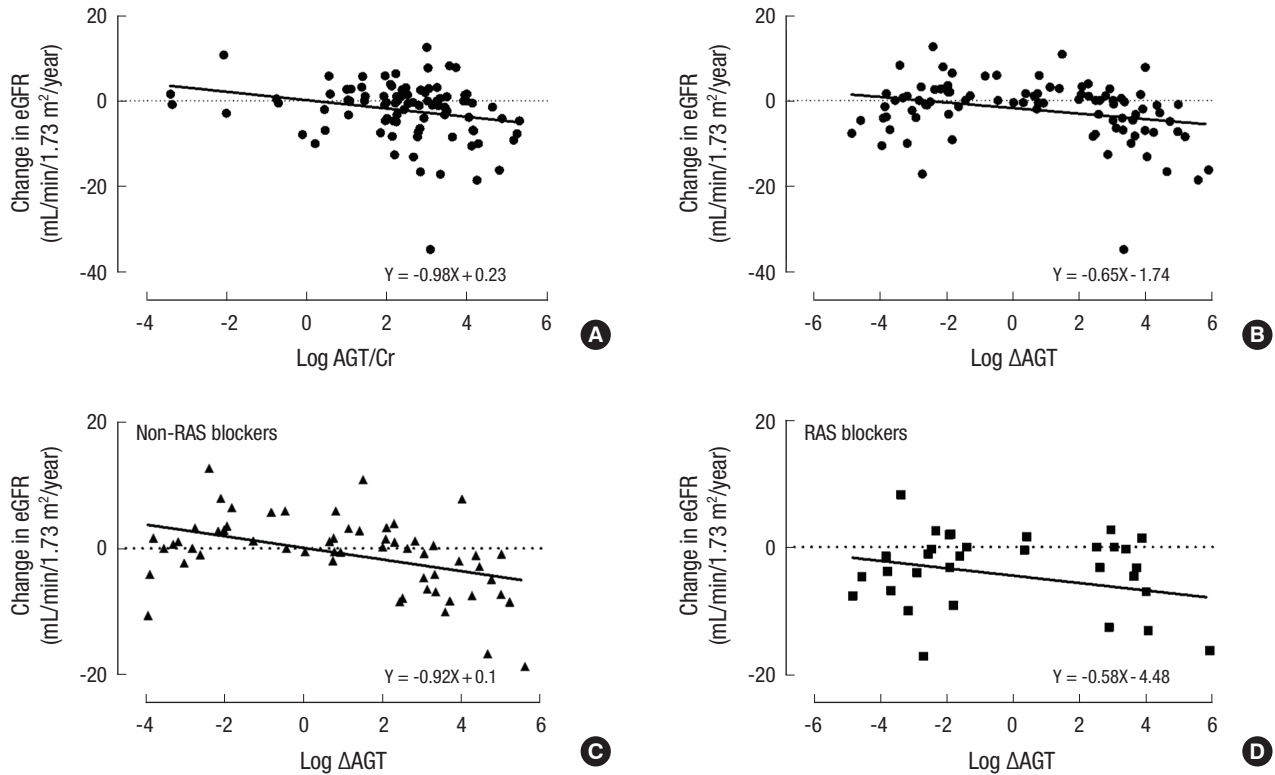 20
0
-20
-40
Change in eGFR
(mL/min/1.73 m²/year)
Y = -0.98X + 0.23
-4 -2 0 2 4 6
Log AGT/Cr
A
20
0
-20
-40
Change in eGFR
(mL/min/1.73 m²/year)
Y = -0.65X - 1.74
-6 -4 -2 0 2 4 6
Log ΔAGT
B
20
0
-20
Change in eGFR
(mL/min/1.73 m²/year)
Non-RAS blockers
Y = -0.92X + 0.1
-4 -2 0 2 4 6
Log ΔAGT
C
20
0
-20
Change in eGFR
(mL/min/1.73 m²/year)
RAS blockers
Y = -0.58X - 4.48
-6 -4 -2 0 2 4 6
Log ΔAGT
D